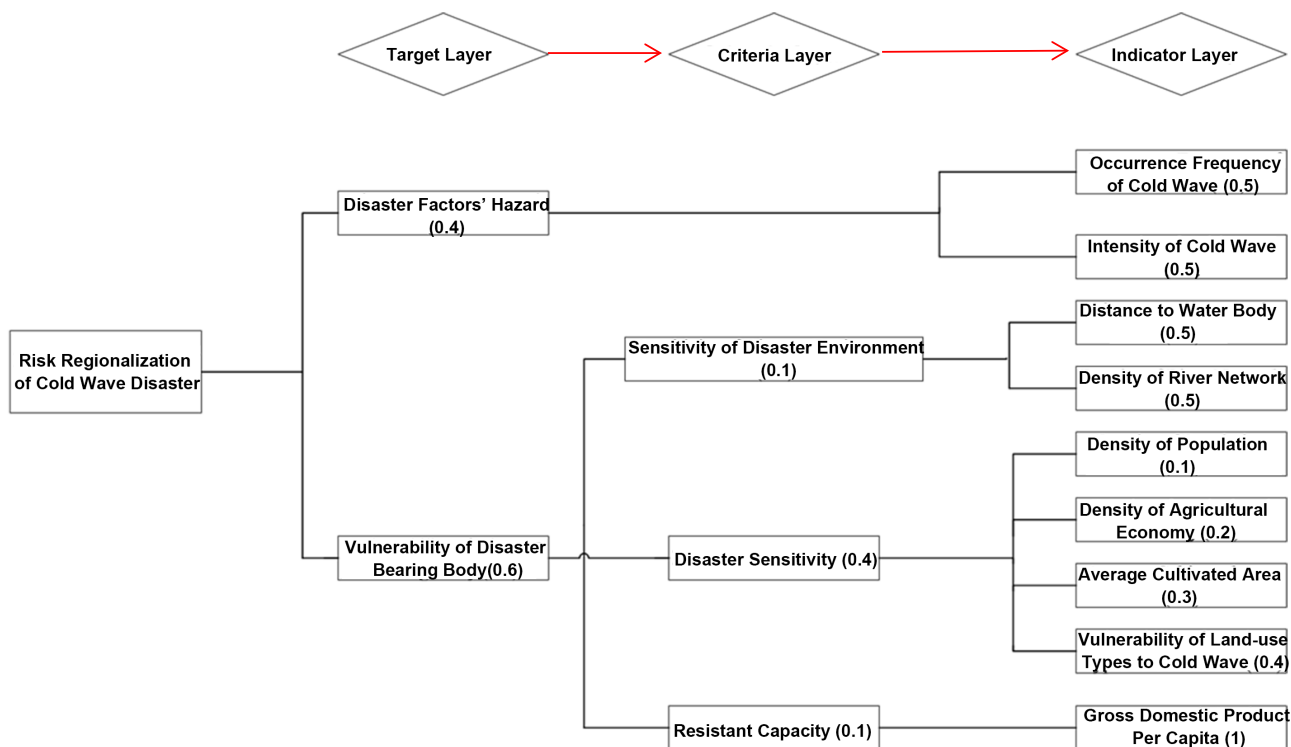 Target Layer
Criteria Layer
Indicator Layer
Occurrence Frequency
of Cold Wave (0.5)
Disaster Factors’ Hazard
(0.4)
Intensity of Cold Wave
(0.5)
Distance to Water Body
(0.5)
Risk Regionalization
of Cold Wave Disaster
Sensitivity of Disaster Environment
(0.1)
Density of River Network
(0.5)
Density of Population
(0.1)
Density of Agricultural
Economy (0.2)
Vulnerability of Disaster
Bearing Body(0.6)
Disaster Sensitivity (0.4)
Average Cultivated Area
(0.3)
Vulnerability of Land-use
Types to Cold Wave (0.4)
Resistant Capacity (0.1)
Gross Domestic Product
Per Capita (1)